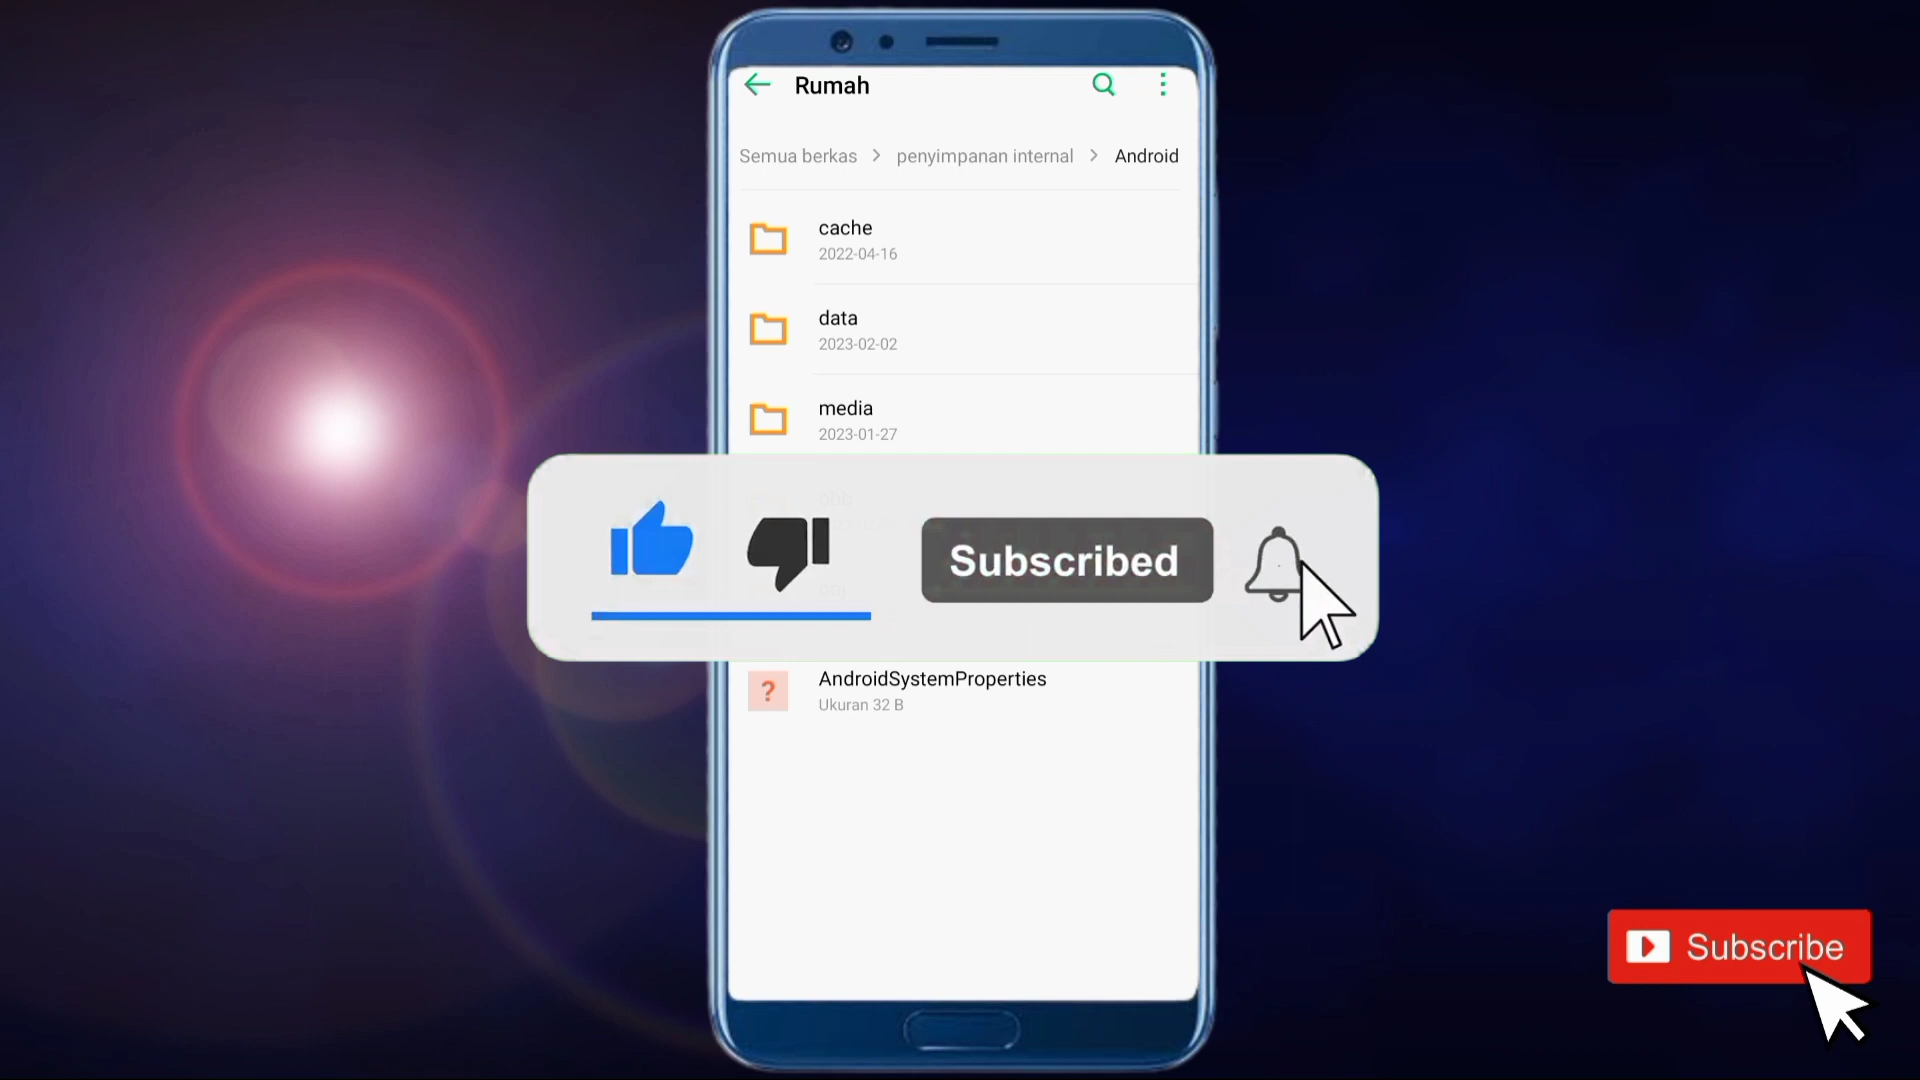 Rumah
Semua berkas > penyimpanan internal > Android
cache
2022-04-16
data
2023-02-02
media
2023-01-27
Subscribed
AndroidSystemProperties
Ukuran 32 B
Subscribe